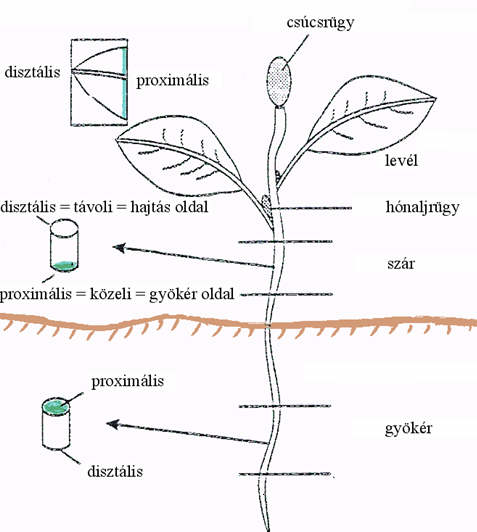 csúcsrügy
disztális
proximális
levél
disztális = távoli = hajtás oldal
hónaljrügy
szár
proximális = közeli = gyökér oldal
proximális
gyökér
disztális